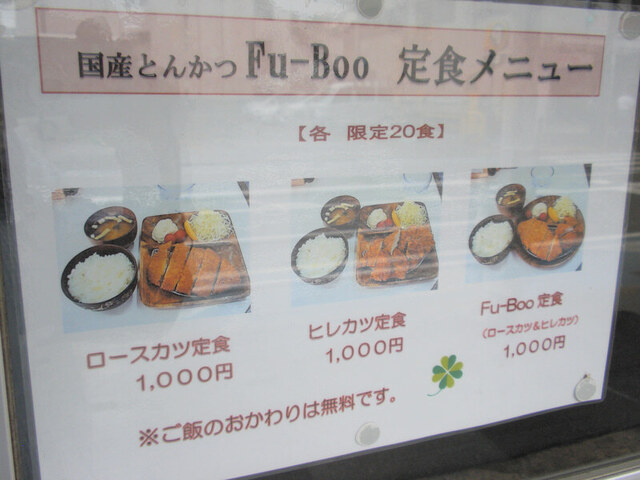 国産とんかつ Fu-Boo 定食メニュー
【各 限定20食】
ロースカツ定食
1,000円
ヒレカツ定食
1,000円
Fu-Boo 定食
(ロースカツ&ヒレカツ)
1,000円
※ご飯のおかわりは無料です。